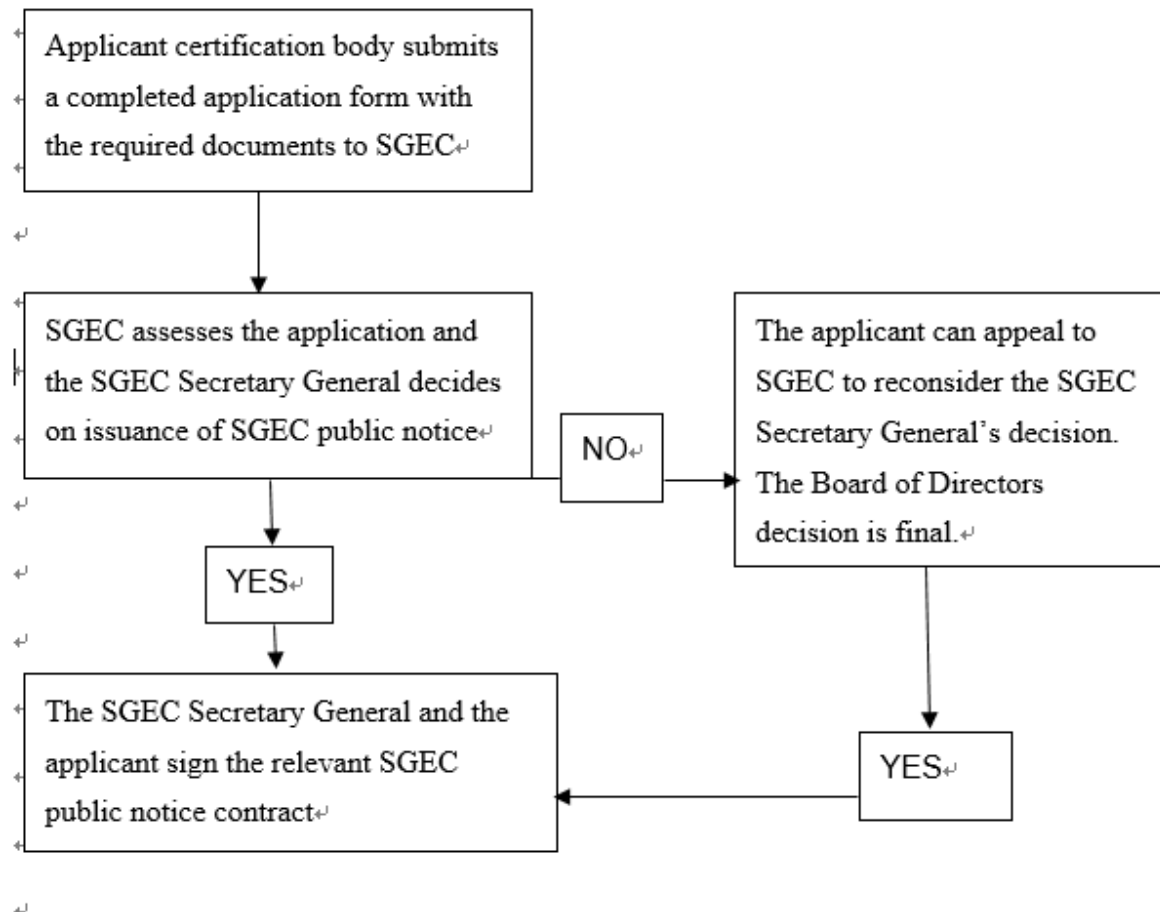 Applicant certification body submits
a completed application form with
the required documents to SGEC
SGEC assesses the application and
the SGEC Secretary General decides
on issuance of SGEC public notice
NO
The applicant can appeal to
SGEC to reconsider the SGEC
Secretary General’s decision.
The Board of Directors
decision is final.
YES
The SGEC Secretary General and the
applicant sign the relevant SGEC
public notice contract
YES